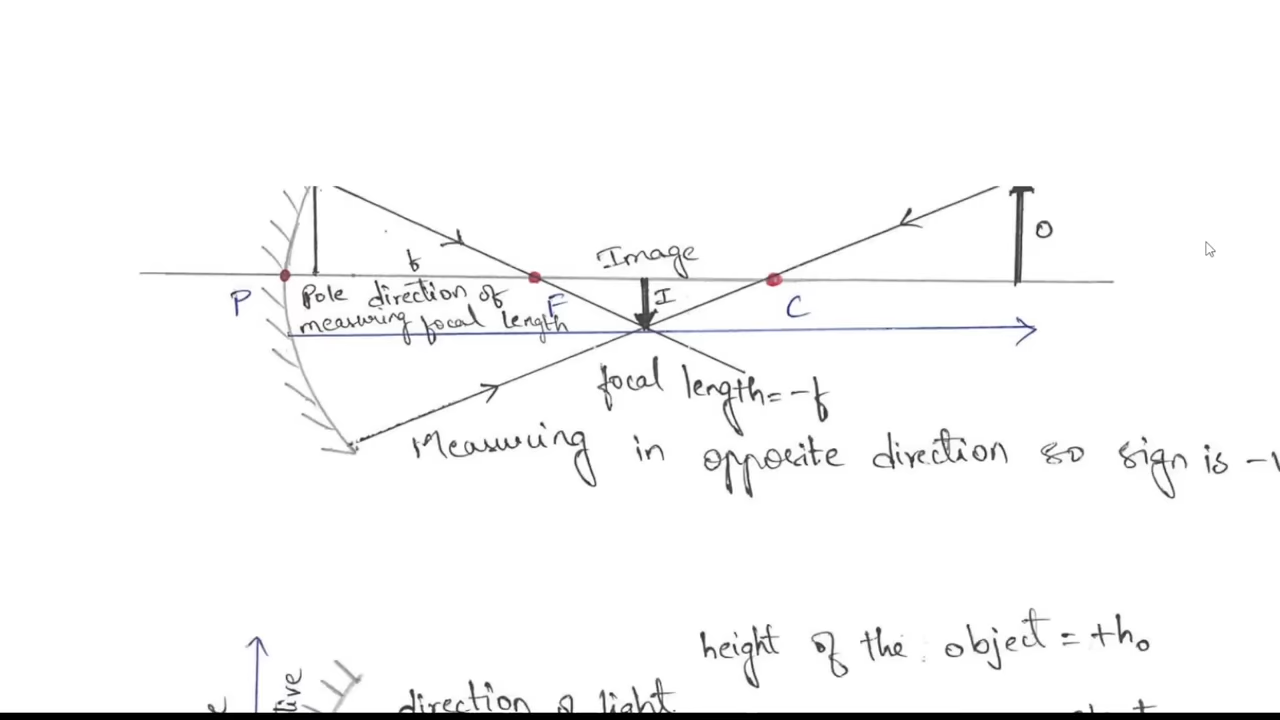 O
f
Image
P
Pole direction of
F
I
C
measuring focal length
focal length = -f
Measuring in opposite direction so sign is -
height of the object = +ho
direction of light